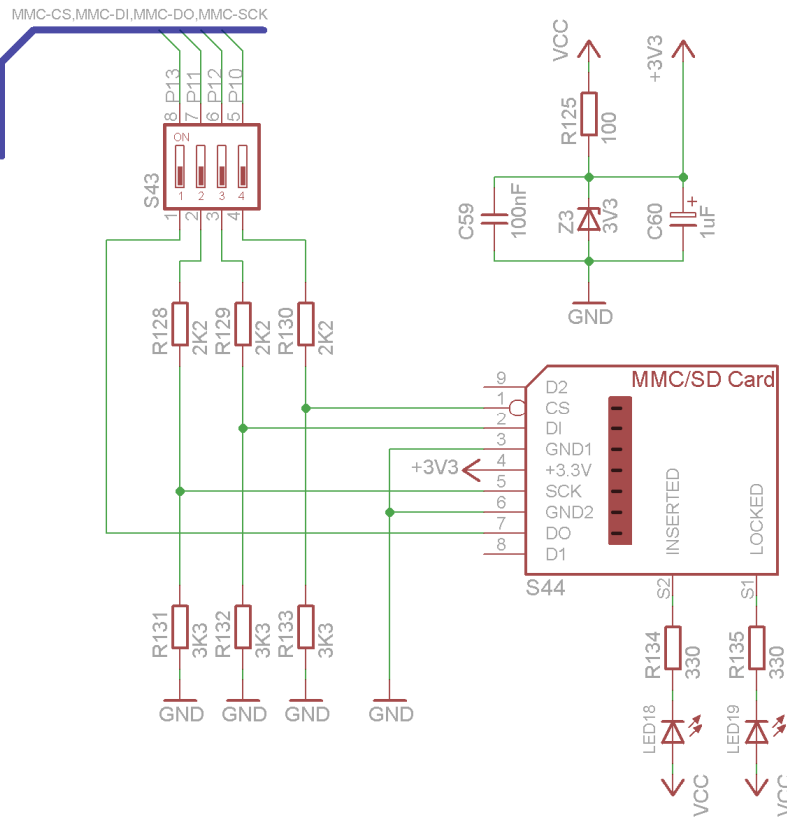 MMC-CS,MMC-DI,MMC-DO,MMC-SCK
P13 P11 P12 P10
8 7 6 5
ON
1 2 3 4
S43
1 2 3 4
VCC
+3V3
R125
100
C59
100nF
Z3
3V3
C60
+
1uF
GND
R128
2K2
R129
2K2
R130
2K2
MMC/SD Card
9 D2
1 CS
2 DI
3 GND1
+3V3 4 +3.3V
5 SCK
6 GND2
7 DO
8 D1
INSERTED
LOCKED
S44
S2
S1
R131
3K3
R132
3K3
R133
3K3
R134
330
R135
330
GND GND GND GND
LED18
LED19
VCC
VCC